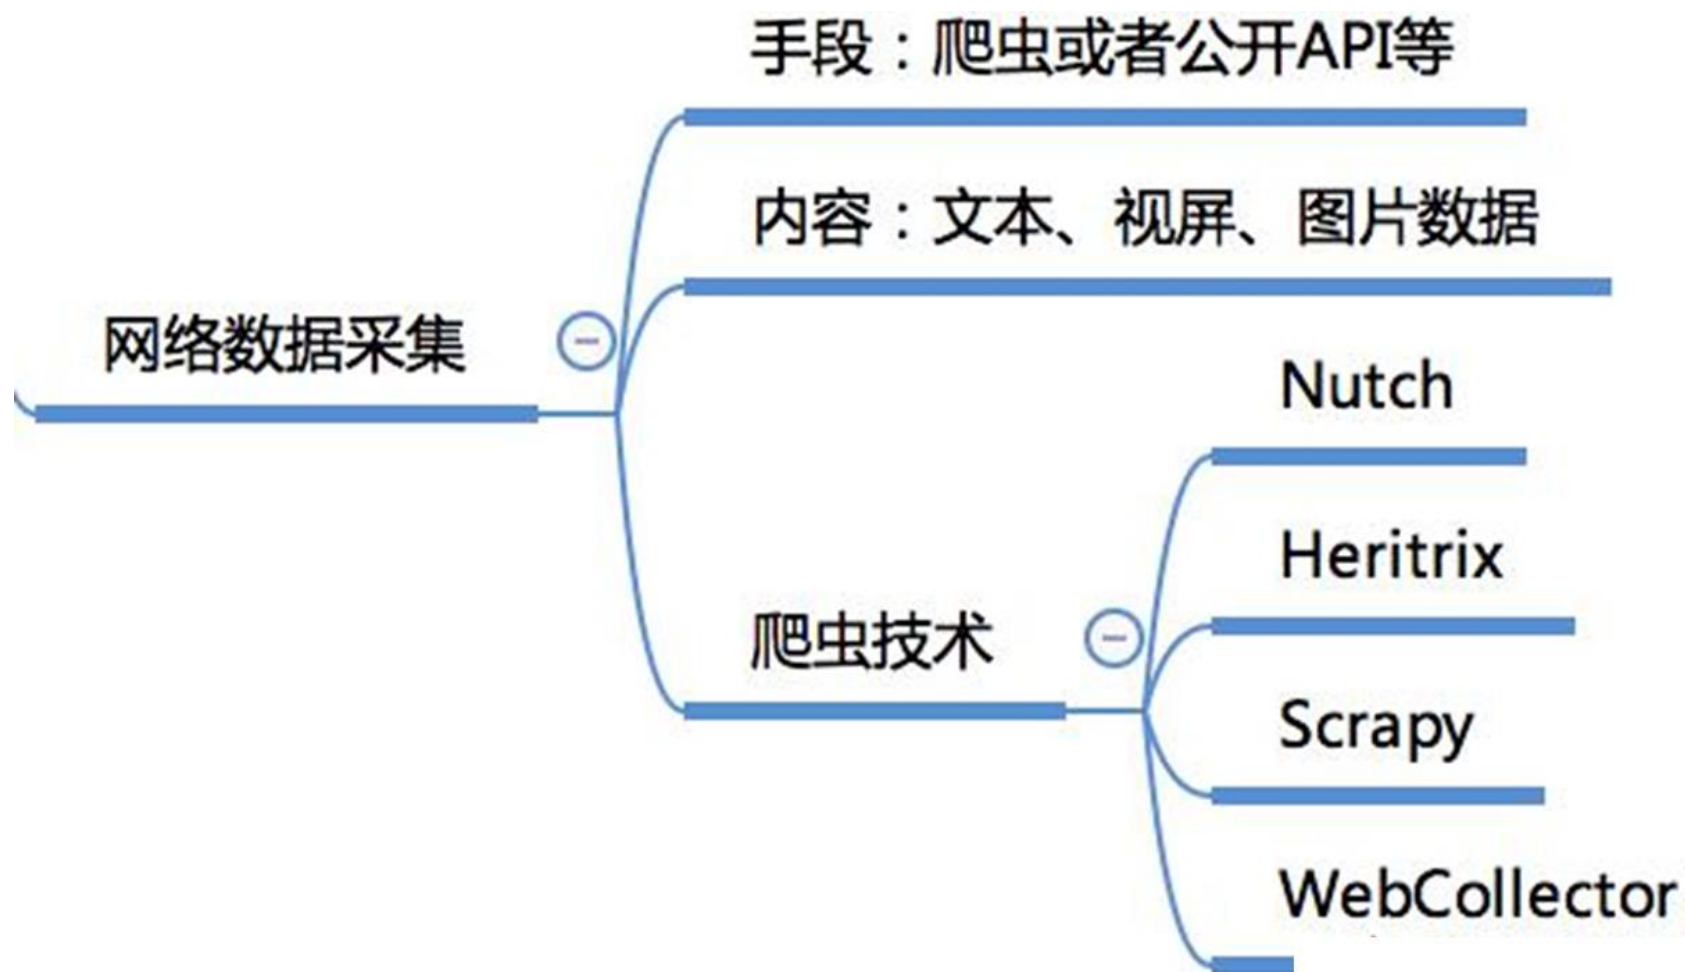 手段：爬虫或者公开API等
内容：文本、视屏、图片数据
网络数据采集
Nutch
Heritrix
爬虫技术
Scrapy
WebCollector